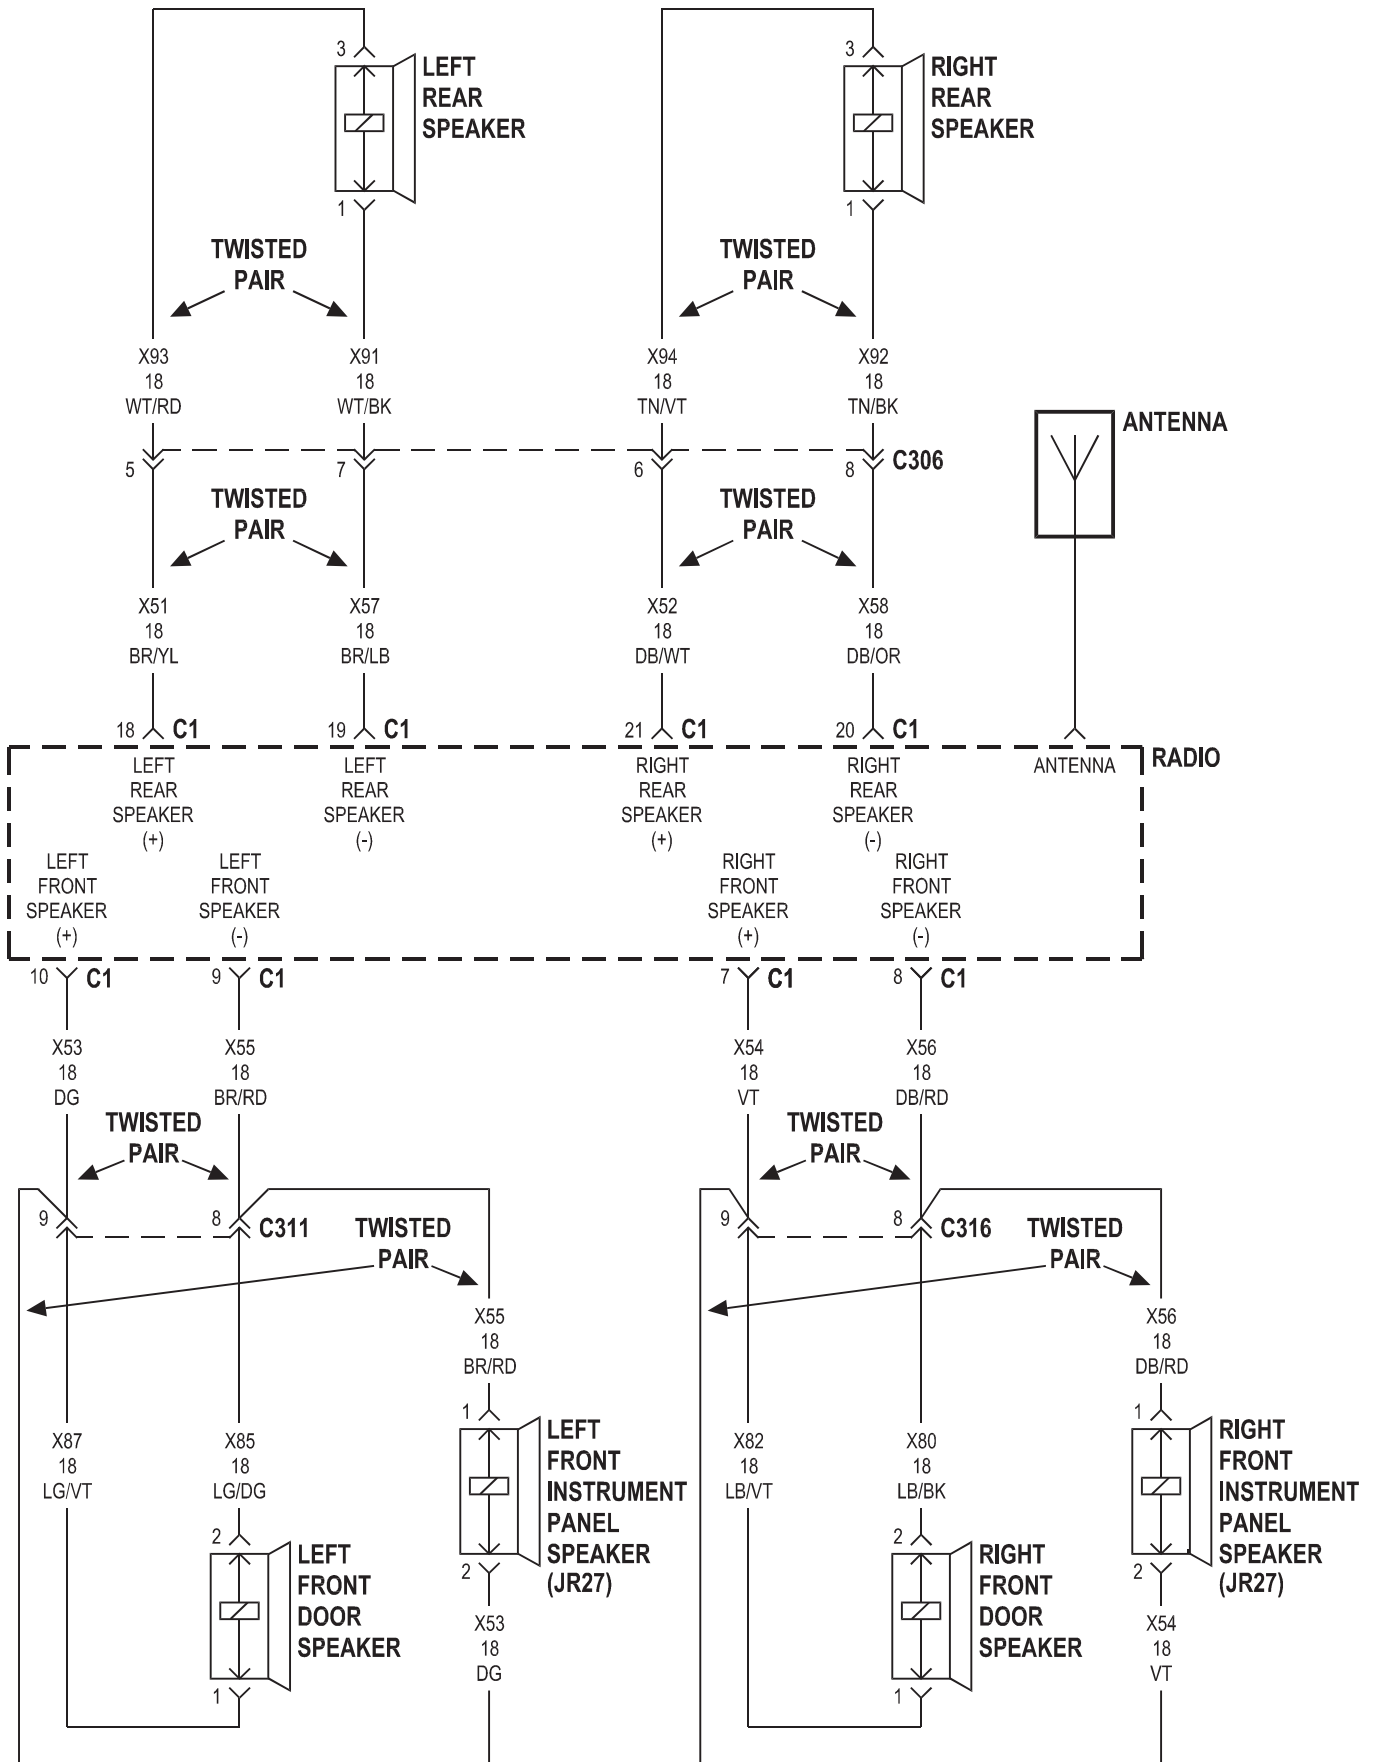 3
LEFT
REAR
SPEAKER
1
3
RIGHT
REAR
SPEAKER
1
TWISTED
PAIR
TWISTED
PAIR
X93
18
WT/RD
X91
18
WT/BK
X94
18
TN/VT
X92
18
TN/BK
ANTENNA
5
7
6
8
C306
TWISTED
PAIR
TWISTED
PAIR
X51
18
BR/YL
X57
18
BR/LB
X52
18
DB/WT
X58
18
DB/OR
18
C1
19
C1
21
C1
20
C1
RADIO
LEFT
REAR
SPEAKER
(+)
LEFT
REAR
SPEAKER
(-)
RIGHT
REAR
SPEAKER
(+)
RIGHT
REAR
SPEAKER
(-)
ANTENNA
LEFT
FRONT
SPEAKER
(+)
LEFT
FRONT
SPEAKER
(-)
RIGHT
FRONT
SPEAKER
(+)
RIGHT
FRONT
SPEAKER
(-)
10
C1
9
C1
7
C1
8
C1
X53
18
DG
X55
18
BR/RD
X54
18
VT
X56
18
DB/RD
TWISTED
PAIR
TWISTED
PAIR
9
8
C311
TWISTED
PAIR
9
8
C316
TWISTED
PAIR
X55
18
BR/RD
X56
18
DB/RD
1
LEFT
FRONT
INSTRUMENT
PANEL
SPEAKER
(JR27)
2
1
RIGHT
FRONT
INSTRUMENT
PANEL
SPEAKER
(JR27)
2
X87
18
LG/VT
X85
18
LG/DG
X82
18
LB/VT
X80
18
LB/BK
2
LEFT
FRONT
DOOR
SPEAKER
1
2
RIGHT
FRONT
DOOR
SPEAKER
1
X53
18
DG
X54
18
VT